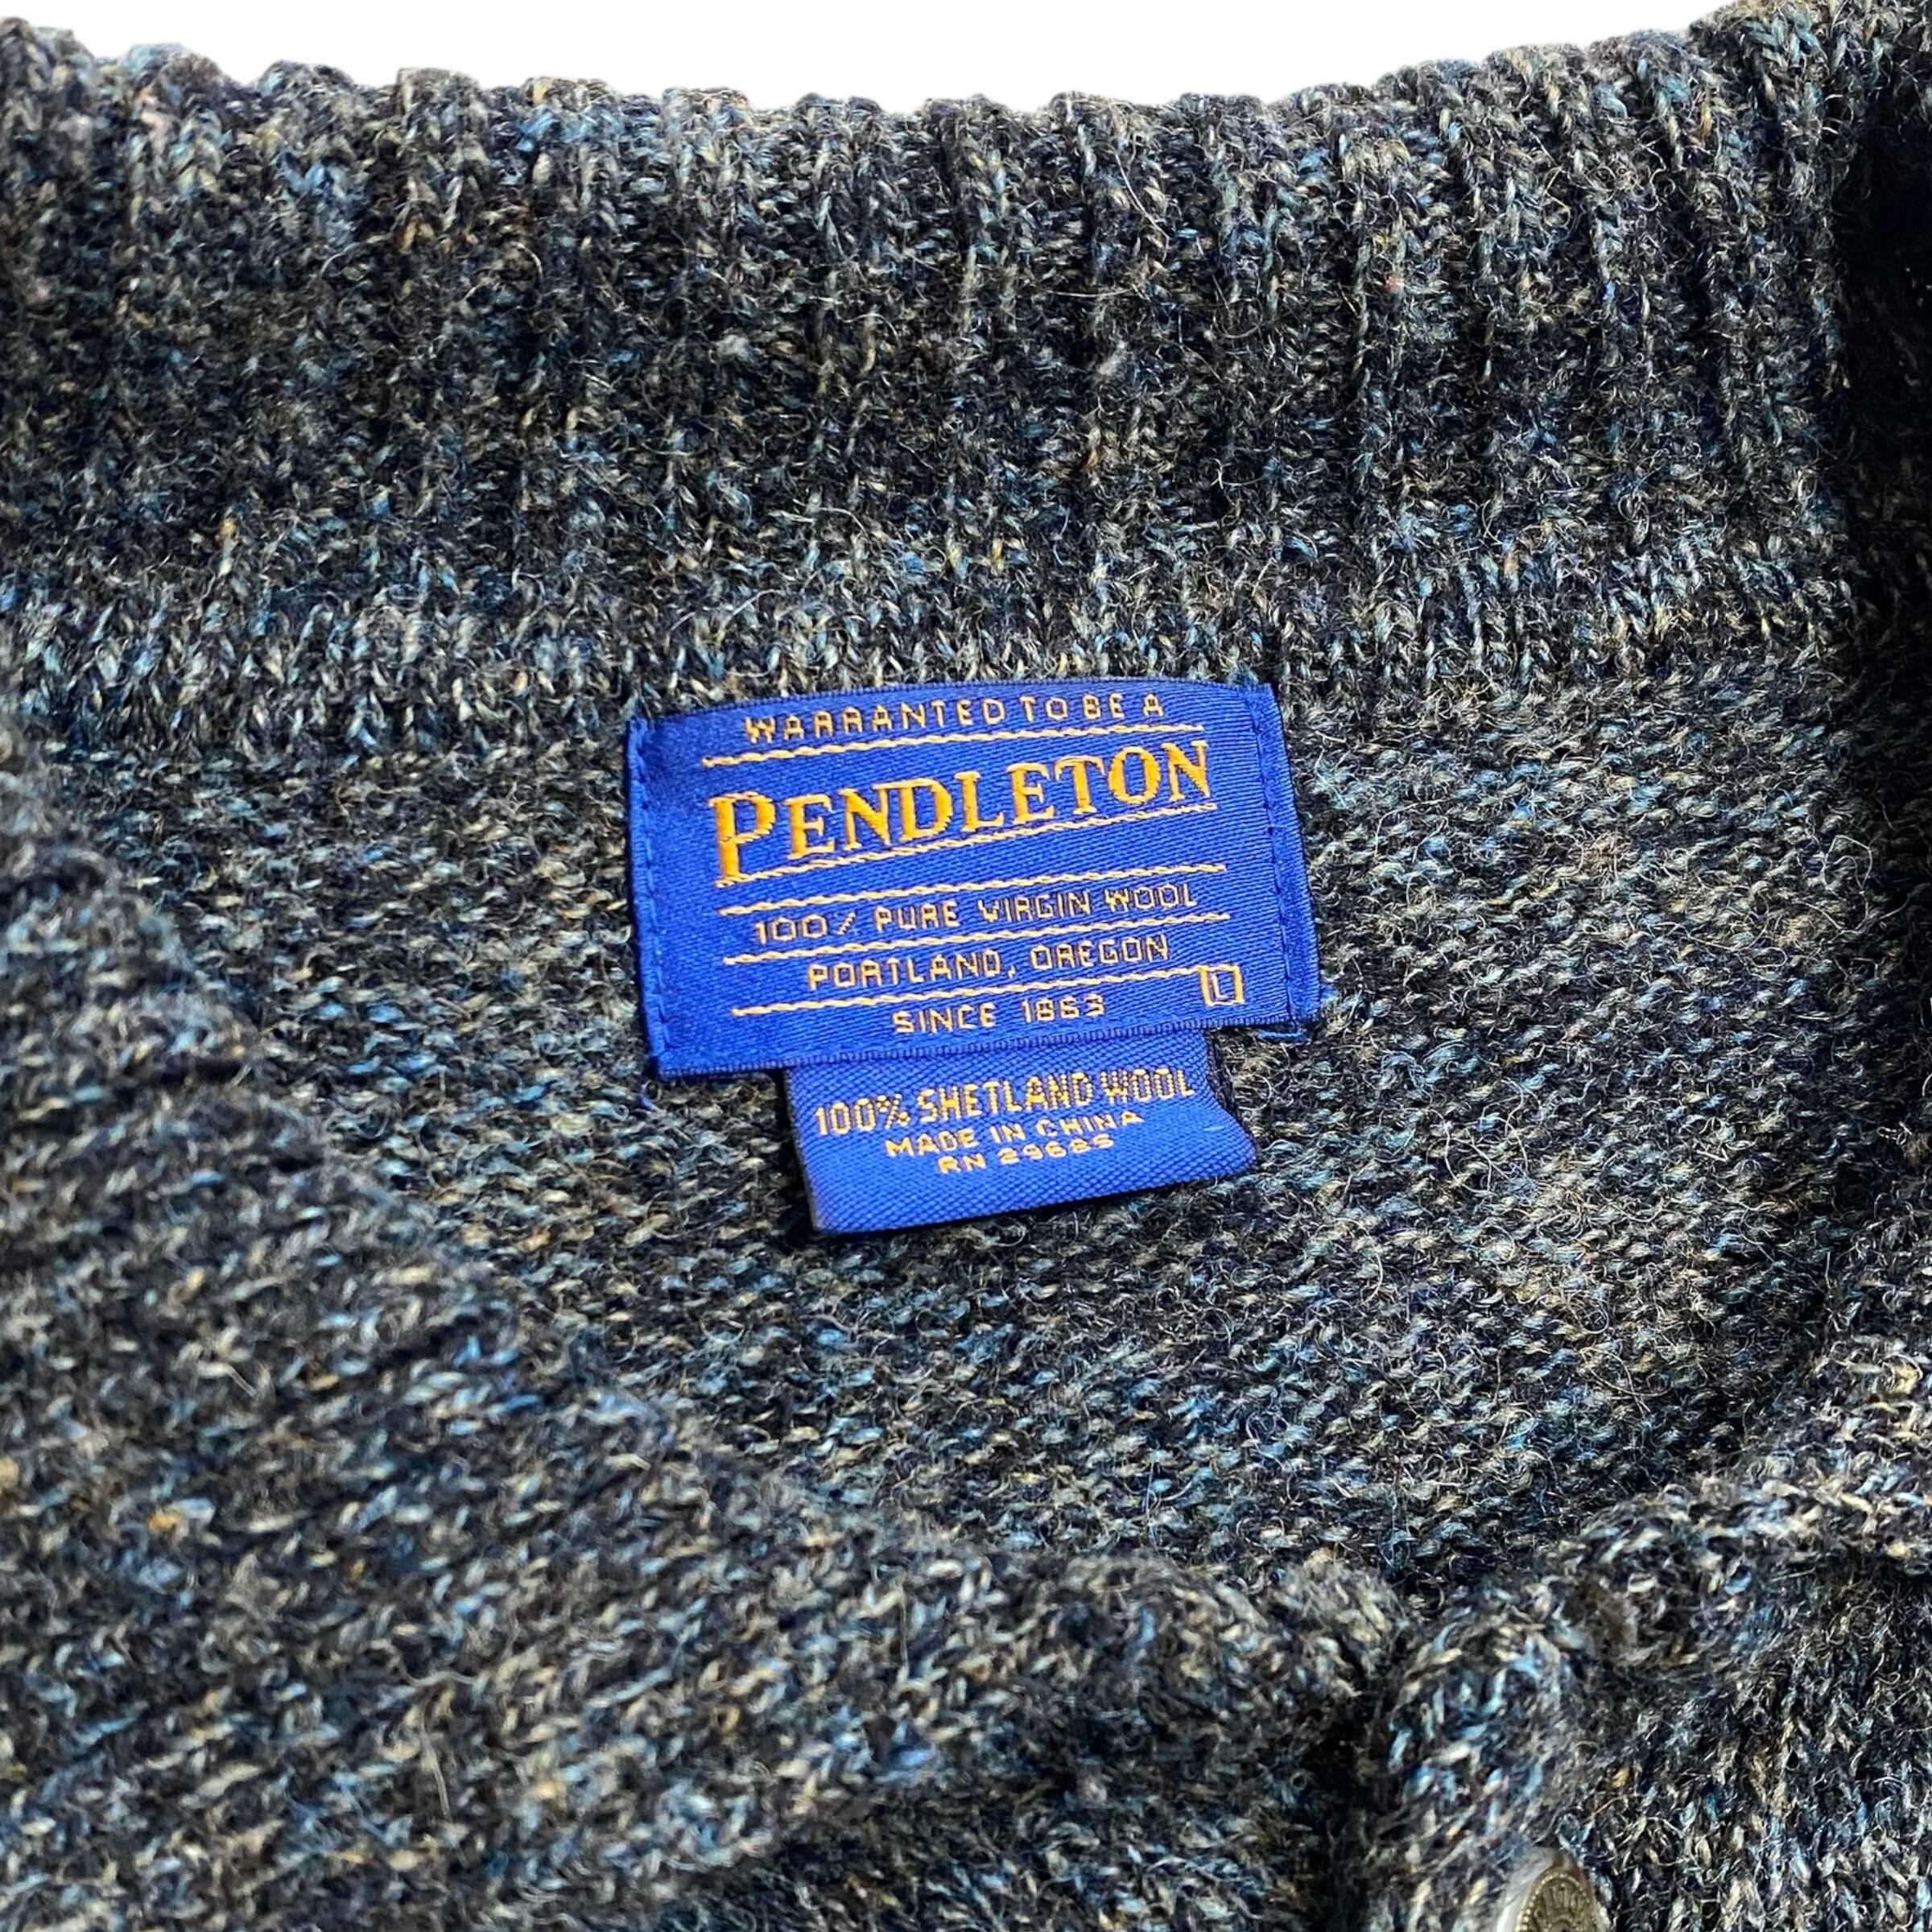 WARRANTED TO BE A
PENDLETON
100% PURE VIRGIN WOOL
PORTLAND, OREGON
SINCE 1863
L
100% SHETLAND WOOL
MADE IN CHINA
RN 29685